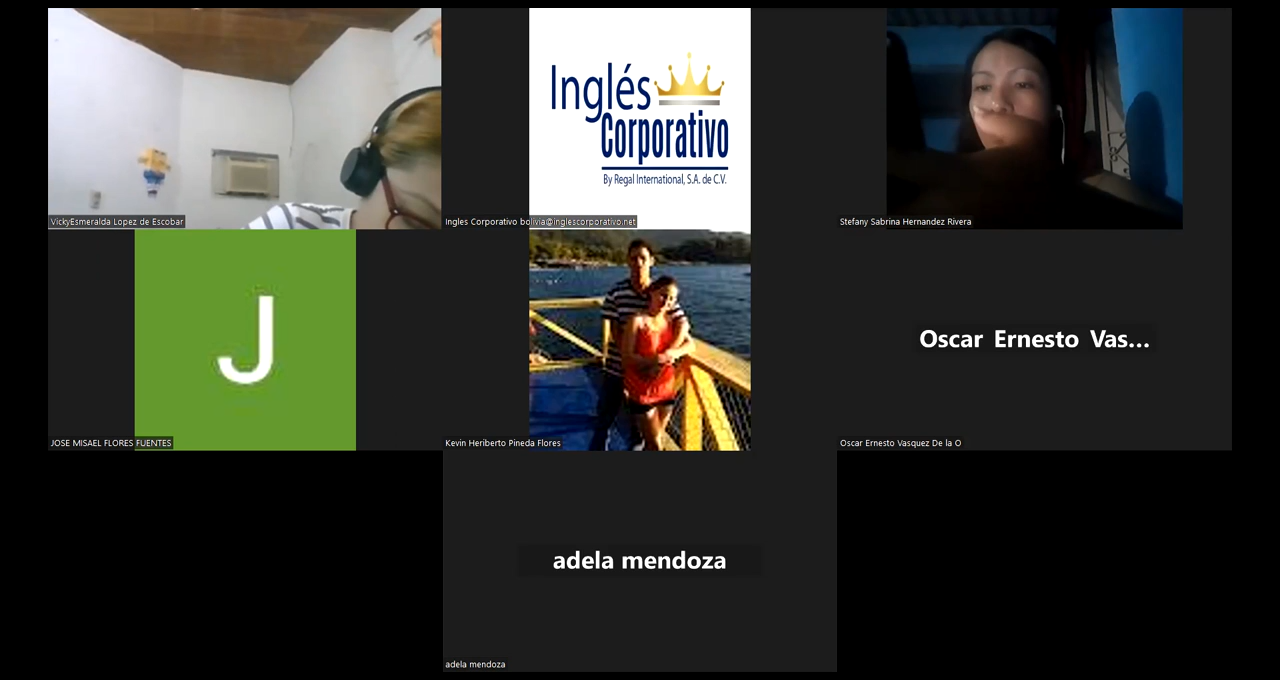 Inglés
Corporativo
By Regal International, S.A. de C.V.
VickyEsmeralda Lopez de Escobar
Ingles Corporativo bolivia@inglescorporativo.net
Stefany Sabrina Hernandez Rivera
J
Oscar Ernesto Vas...
JOSE MISAEL FLORES FUENTES
Kevin Heriberto Pineda Flores
Oscar Ernesto Vasquez De la O
adela mendoza
adela mendoza